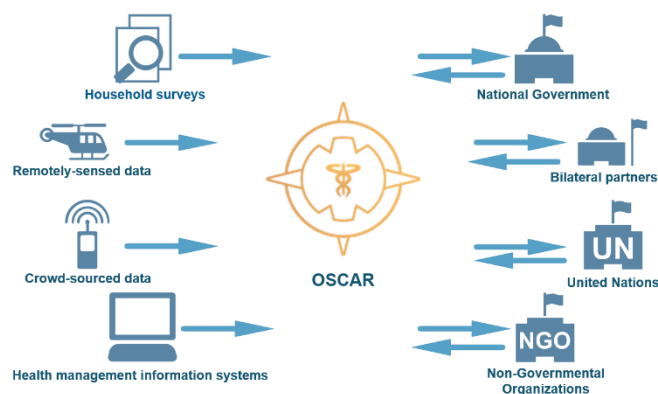 Household surveys
National Government
Remotely-sensed data
Bilateral partners
Crowd-sourced data
OSCAR
UN
United Nations
Health management information systems
NGO
Non-Governmental
Organizations